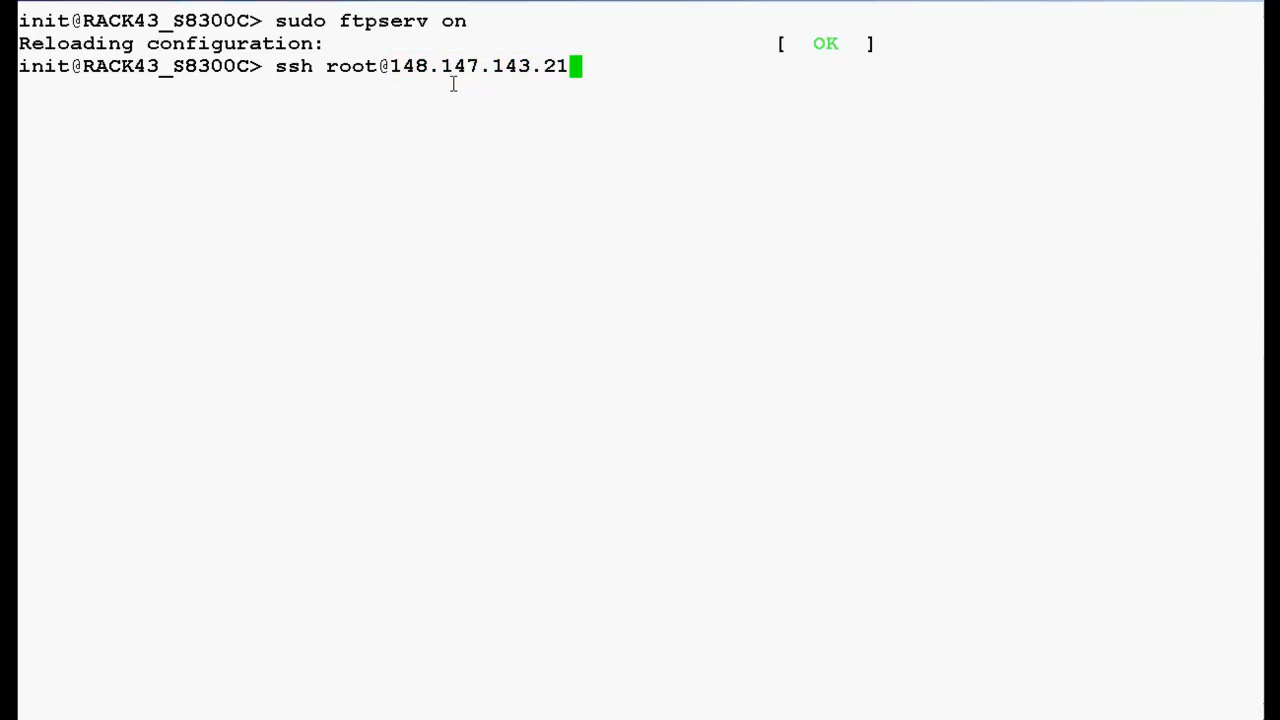 init@RACK43_S8300C> sudo ftpserv on
Reloading configuration: [ OK ]
init@RACK43_S8300C> ssh root@148.147.143.21